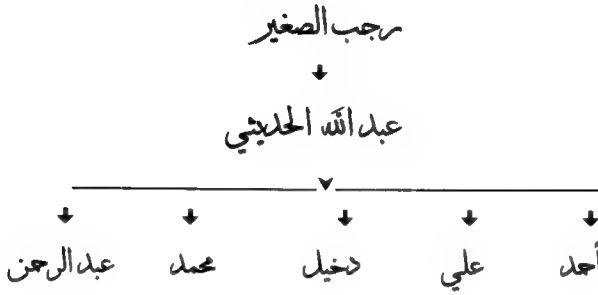 رجب الصغير
عبد الله الحديثي
أحمد علي دخيل محمد عبد الرحمن